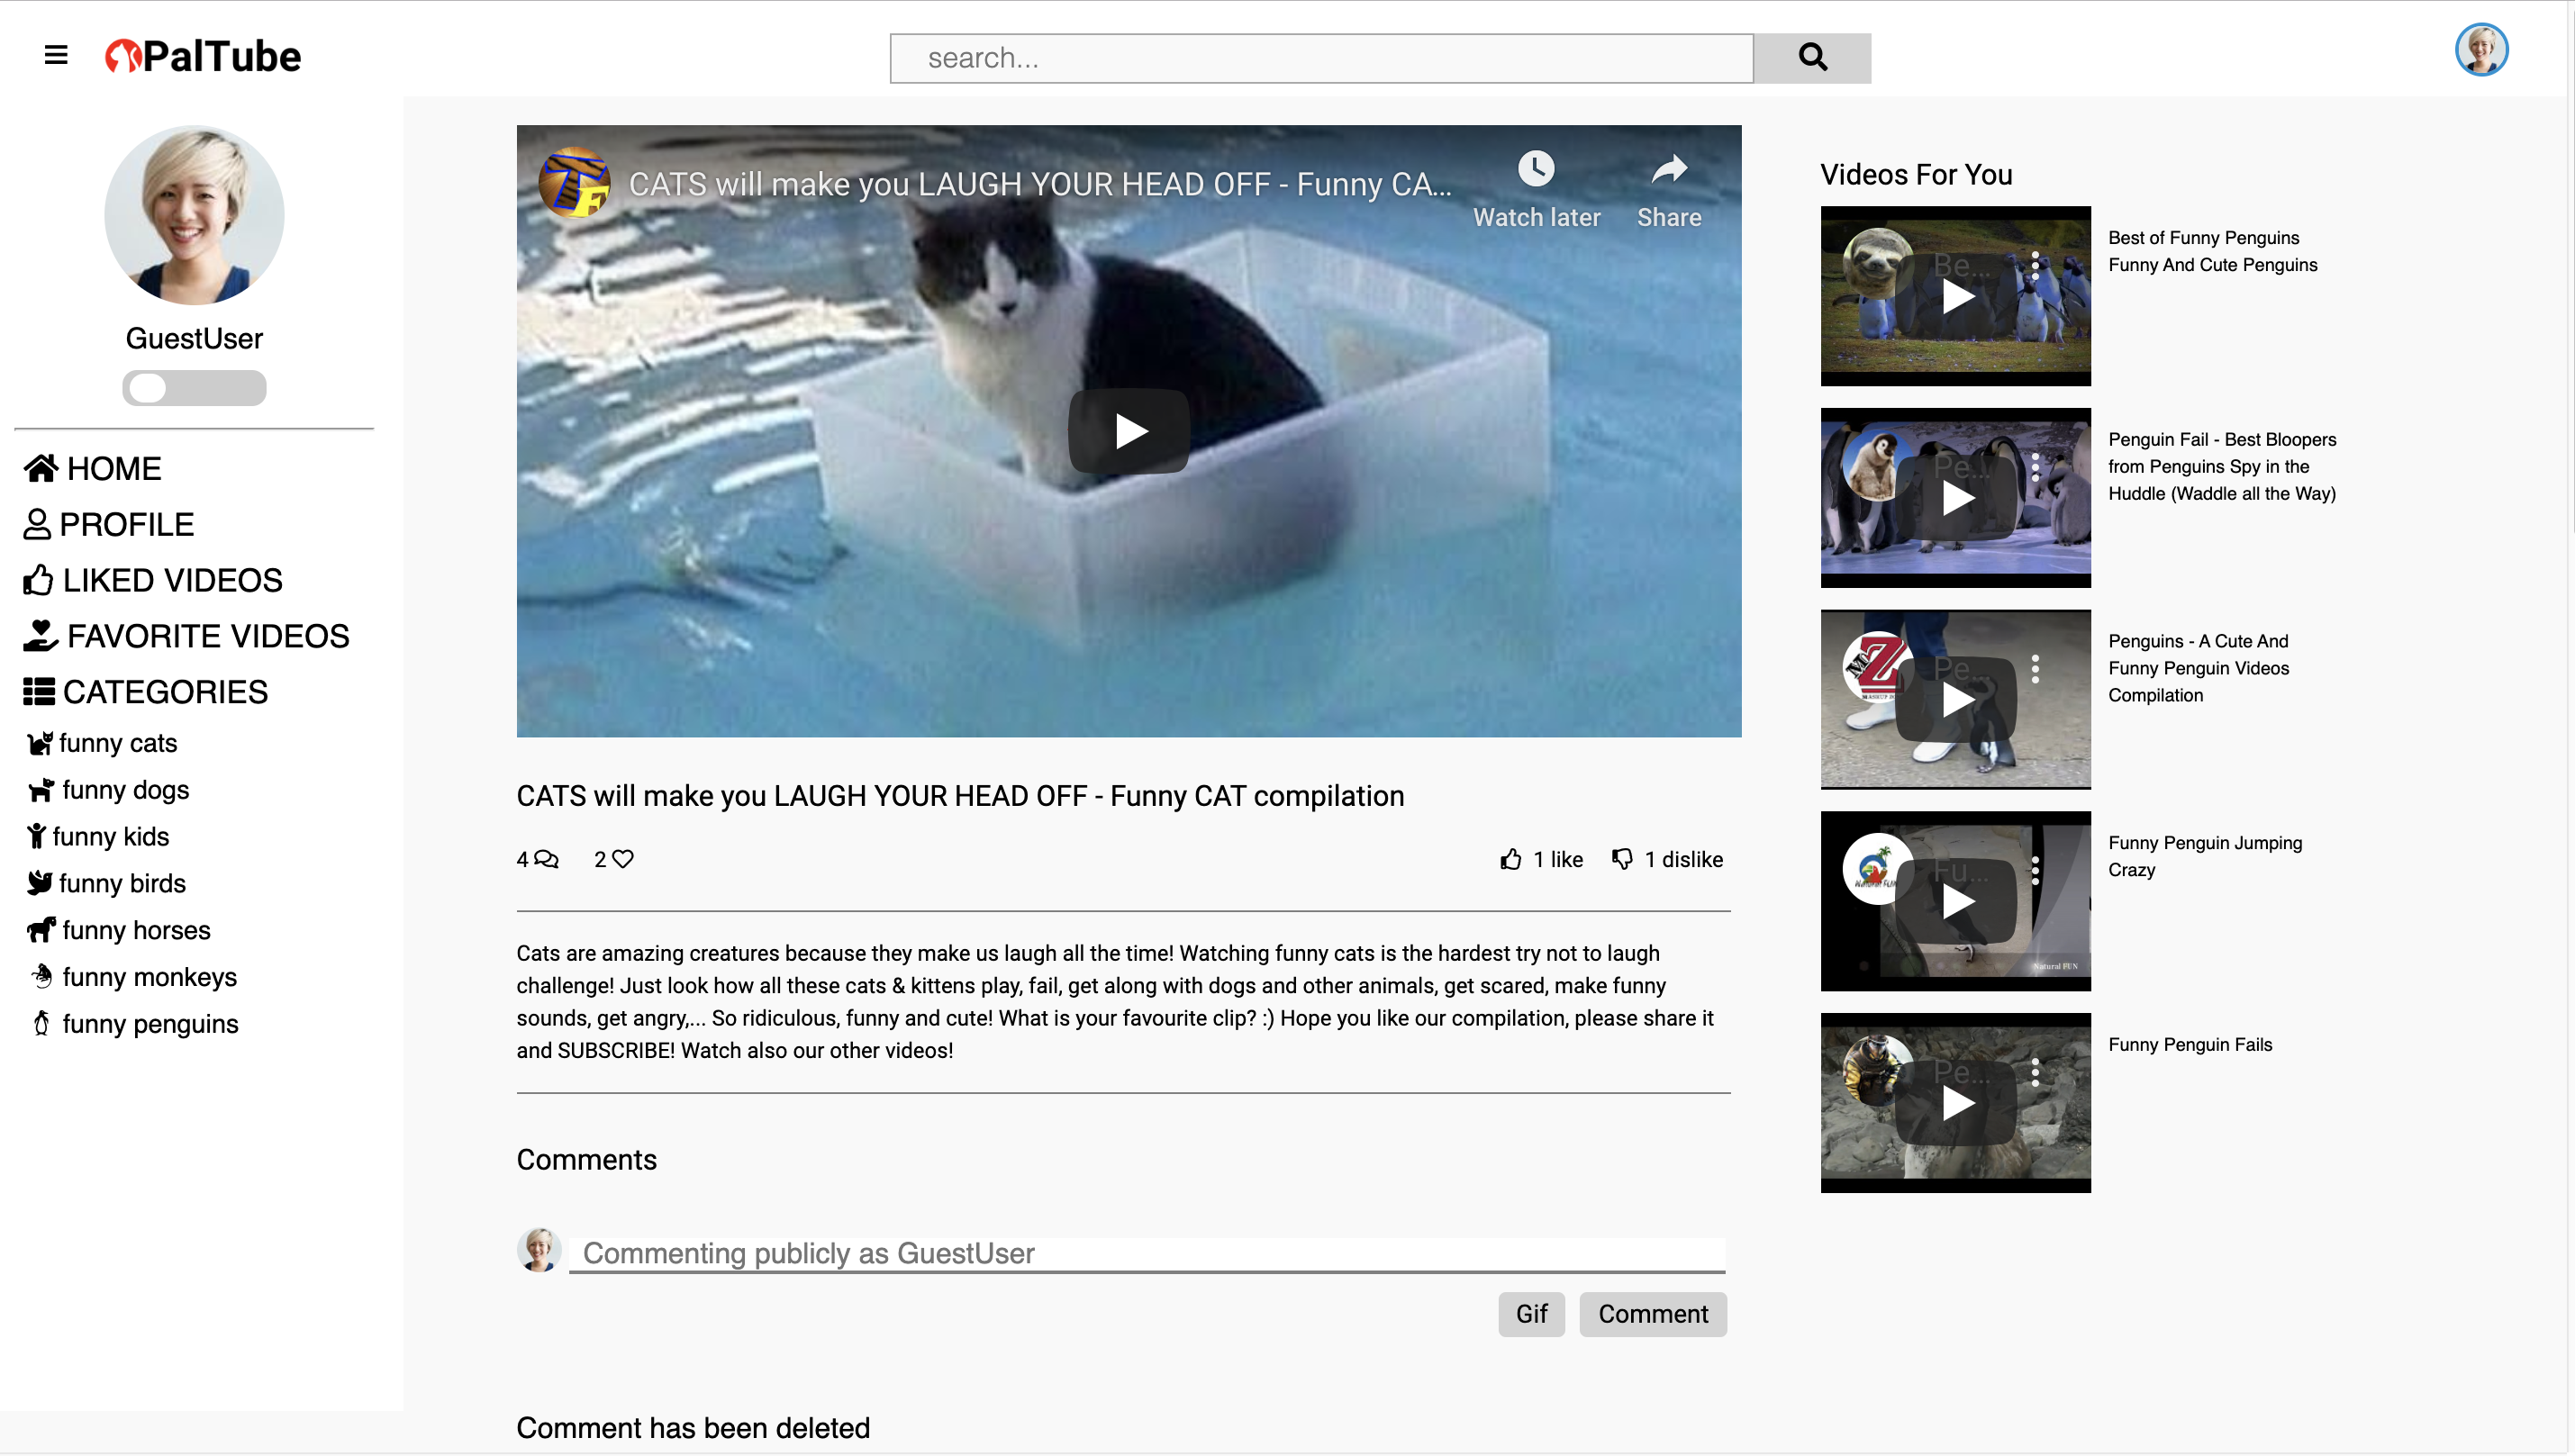 PalTube
search...
GuestUser
HOME
PROFILE
LIKED VIDEOS
FAVORITE VIDEOS
CATEGORIES
funny cats
funny dogs
funny kids
funny birds
funny horses
funny monkeys
funny penguins
TF
CATS will make you LAUGH YOUR HEAD OFF - Funny CA...
Watch later
Share
CATS will make you LAUGH YOUR HEAD OFF - Funny CAT compilation
4
2
1 like
1 dislike
Cats are amazing creatures because they make us laugh all the time! Watching funny cats is the hardest try not to laugh
challenge! Just look how all these cats & kittens play, fail, get along with dogs and other animals, get scared, make funny
sounds, get angry,... So ridiculous, funny and cute! What is your favourite clip? :) Hope you like our compilation, please share it
and SUBSCRIBE! Watch also our other videos!
Comments
Commenting publicly as GuestUser
Gif
Comment
Comment has been deleted
Videos For You
Be...
Best of Funny Penguins
Funny And Cute Penguins
Pe...
Penguin Fail - Best Bloopers
from Penguins Spy in the
Huddle (Waddle all the Way)
MZ
Pe...
Penguins - A Cute And
Funny Penguin Videos
Compilation
Fu...
Natural FUN
Funny Penguin Jumping
Crazy
Pe...
Funny Penguin Fails